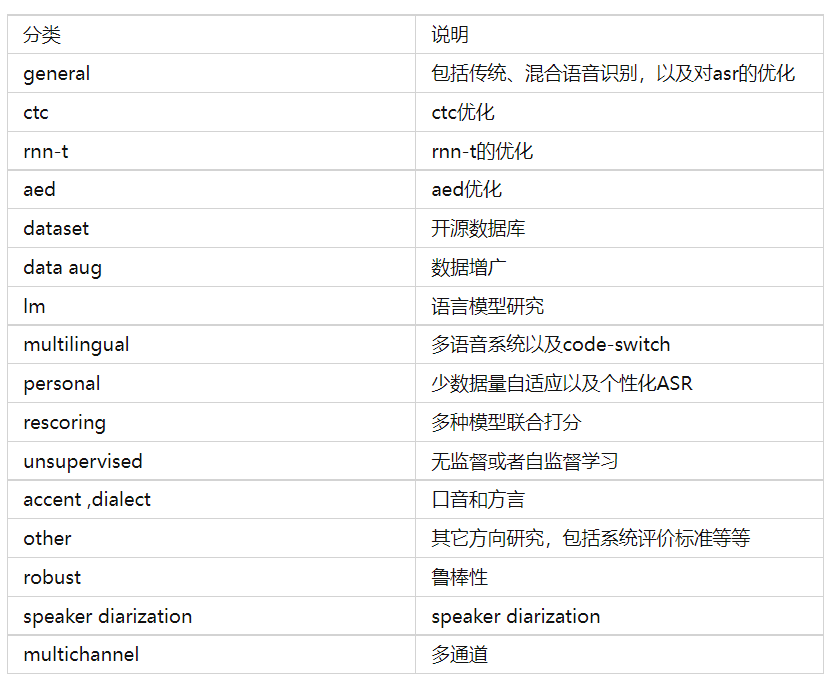 分类 说明
general 包括传统、混合语音识别，以及对asr的优化
ctc ctc优化
rnn-t rnn-t的优化
aed aed优化
dataset 开源数据库
data aug 数据增广
lm 语言模型研究
multilingual 多语音系统以及code-switch
personal 少数据量自适应以及个性化ASR
rescoring 多种模型联合打分
unsupervised 无监督或者自监督学习
accent ,dialect 口音和方言
other 其它方向研究，包括系统评价标准等等
robust 鲁棒性
speaker diarization speaker diarization
multichannel 多通道